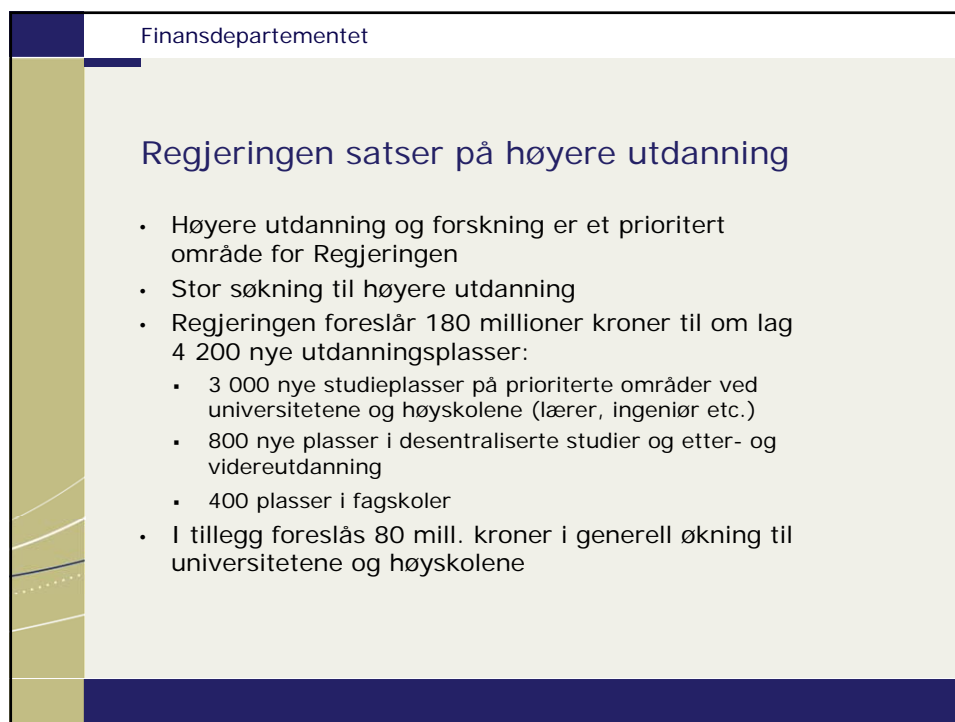 Finansdepartementet
Regjeringen satser på høyere utdanning
• Høyere utdanning og forskning er et prioritert
område for Regjeringen
• Stor søkning til høyere utdanning
• Regjeringen foreslår 180 millioner kroner til om lag
4 200 nye utdanningsplasser:
▪ 3 000 nye studieplasser på prioriterte områder ved
universitetene og høyskolene (lærer, ingeniør etc.)
▪ 800 nye plasser i desentraliserte studier og etter- og
videreutdanning
▪ 400 plasser i fagskoler
• I tillegg foreslås 80 mill. kroner i generell økning til
universitetene og høyskolene